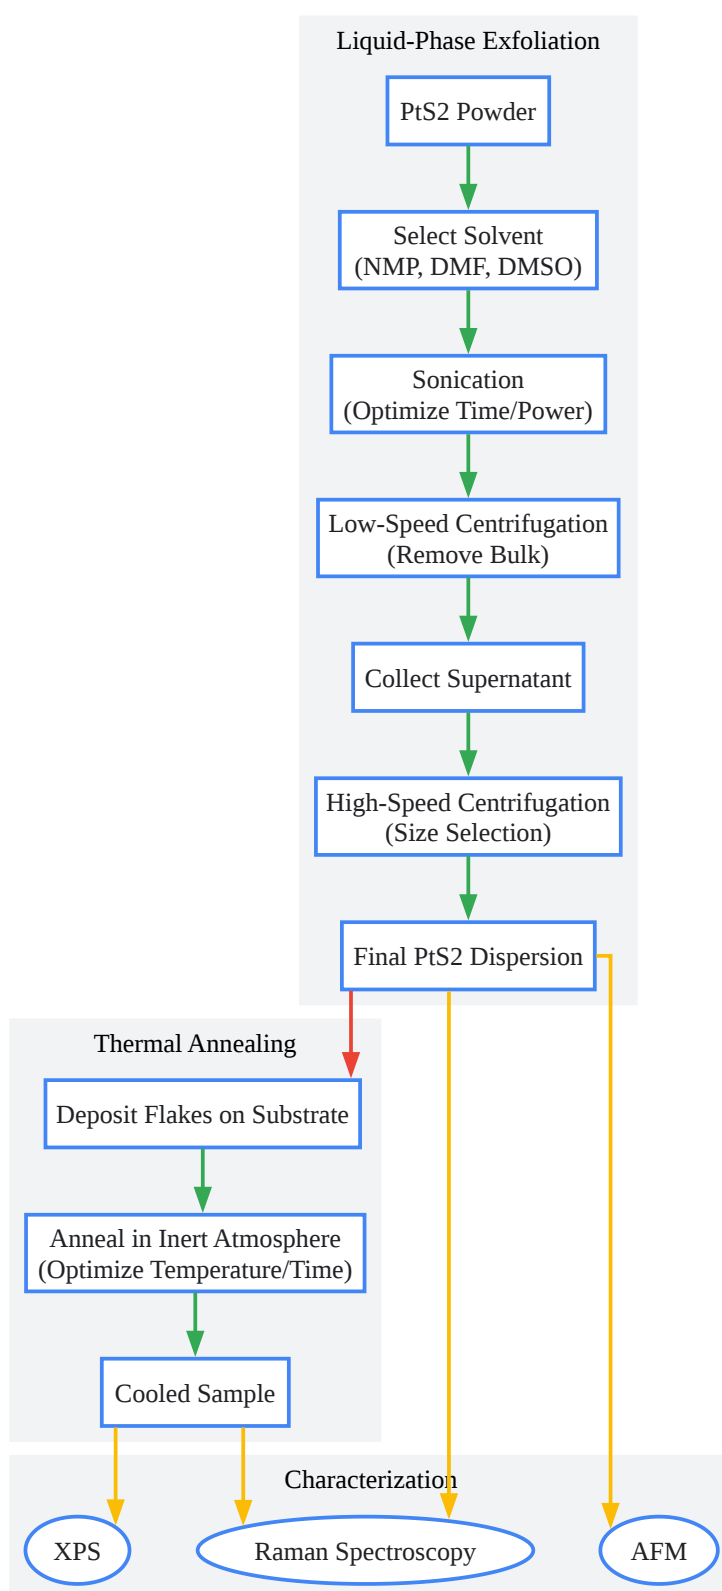 Liquid-Phase Exfoliation
PtS2 Powder
Select Solvent
(NMP, DMF, DMSO)
Sonication
(Optimize Time/Power)
Low-Speed Centrifugation
(Remove Bulk)
Collect Supernatant
High-Speed Centrifugation
(Size Selection)
Final PtS2 Dispersion
Thermal Annealing
Deposit Flakes on Substrate
Anneal in Inert Atmosphere
(Optimize Temperature/Time)
Cooled Sample
Characterization
XPS
Raman Spectroscopy
AFM